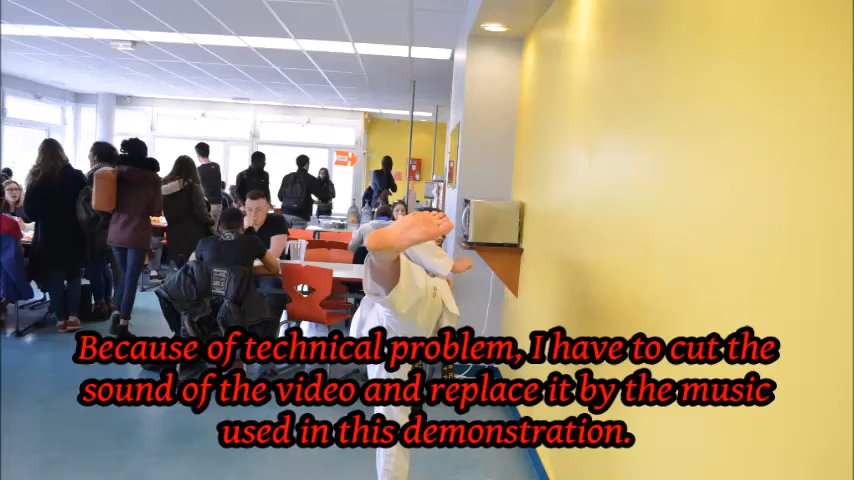 Because of technical problem, I have to cut the
sound of the video and replace it by the music
used in this demonstration.